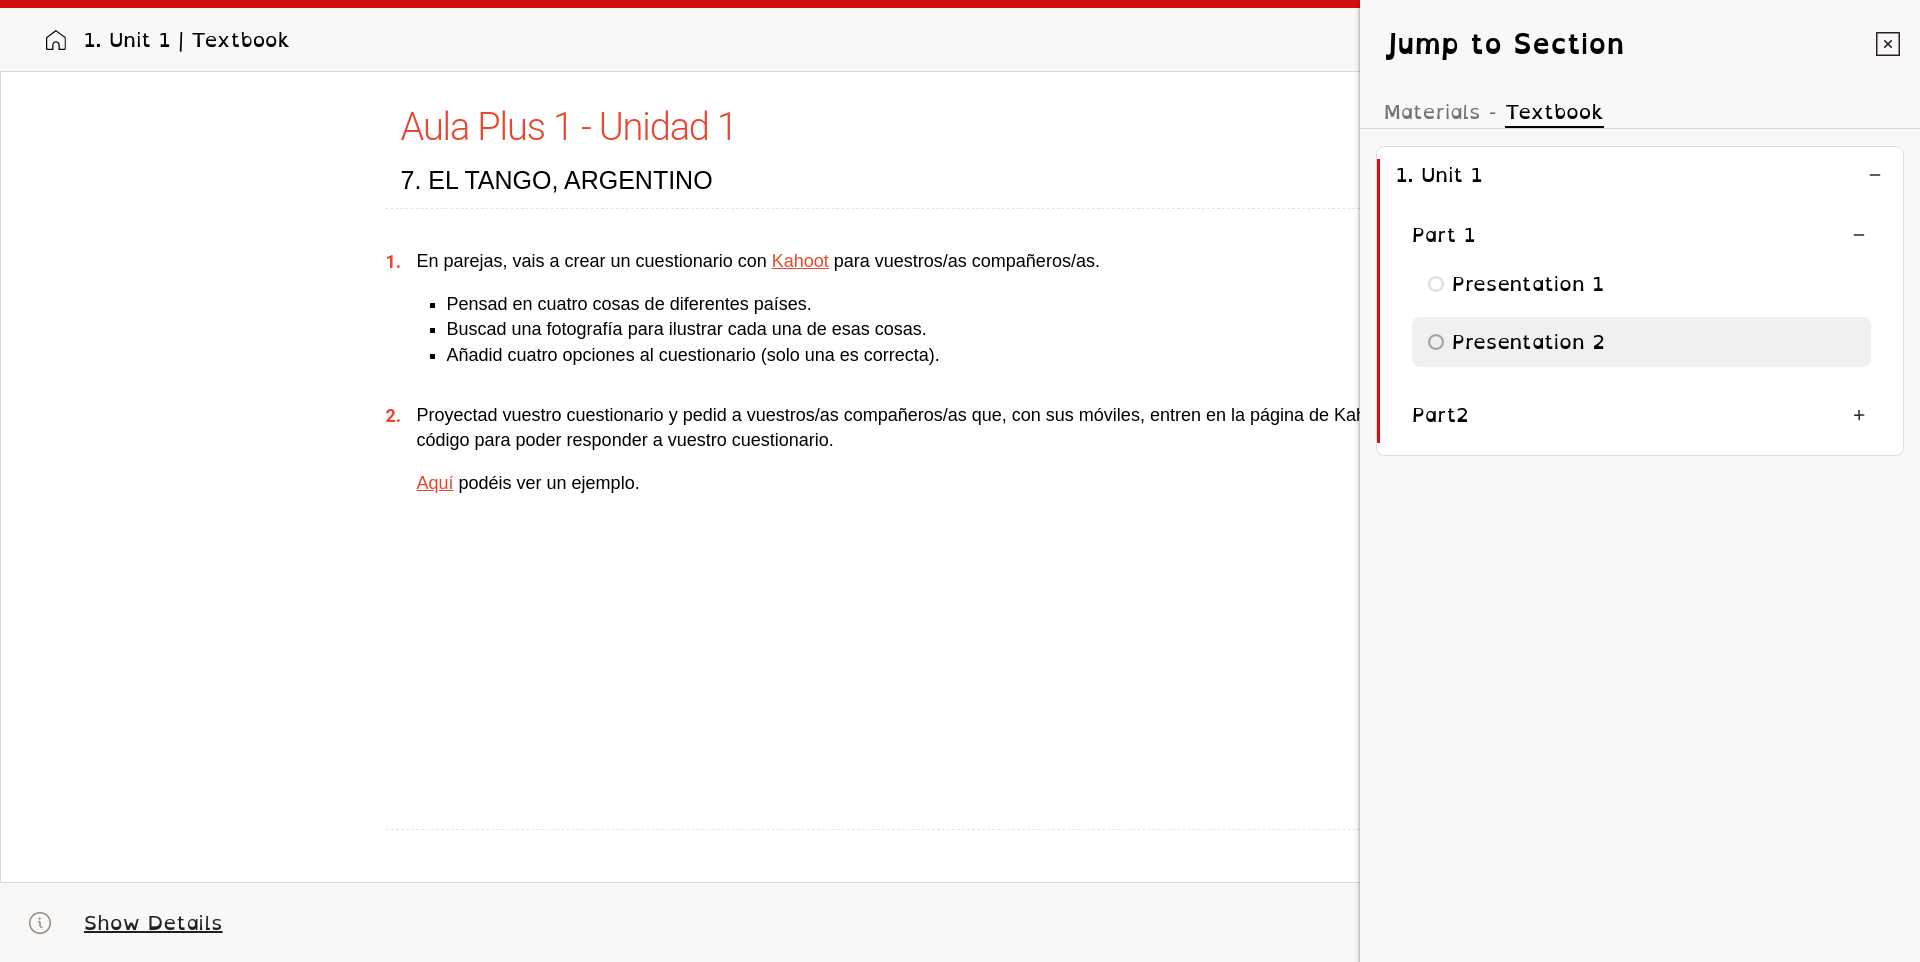 1. Unit 1 | Textbook
Aula Plus 1 - Unidad 1
7. EL TANGO, ARGENTINO
1. En parejas, vais a crear un cuestionario con Kahoot para vuestros/as compañeros/as.
Pensad en cuatro cosas de diferentes países.
Buscad una fotografía para ilustrar cada una de esas cosas.
Añadid cuatro opciones al cuestionario (solo una es correcta).
2. Proyectad vuestro cuestionario y pedid a vuestros/as compañeros/as que, con sus móviles, entren en la página de
código para poder responder a vuestro cuestionario.
Aquí podéis ver un ejemplo.
Show Details
Jump to Section
Materials - Textbook
1. Unit 1
Part 1
Presentation 1
Presentation 2
Part2